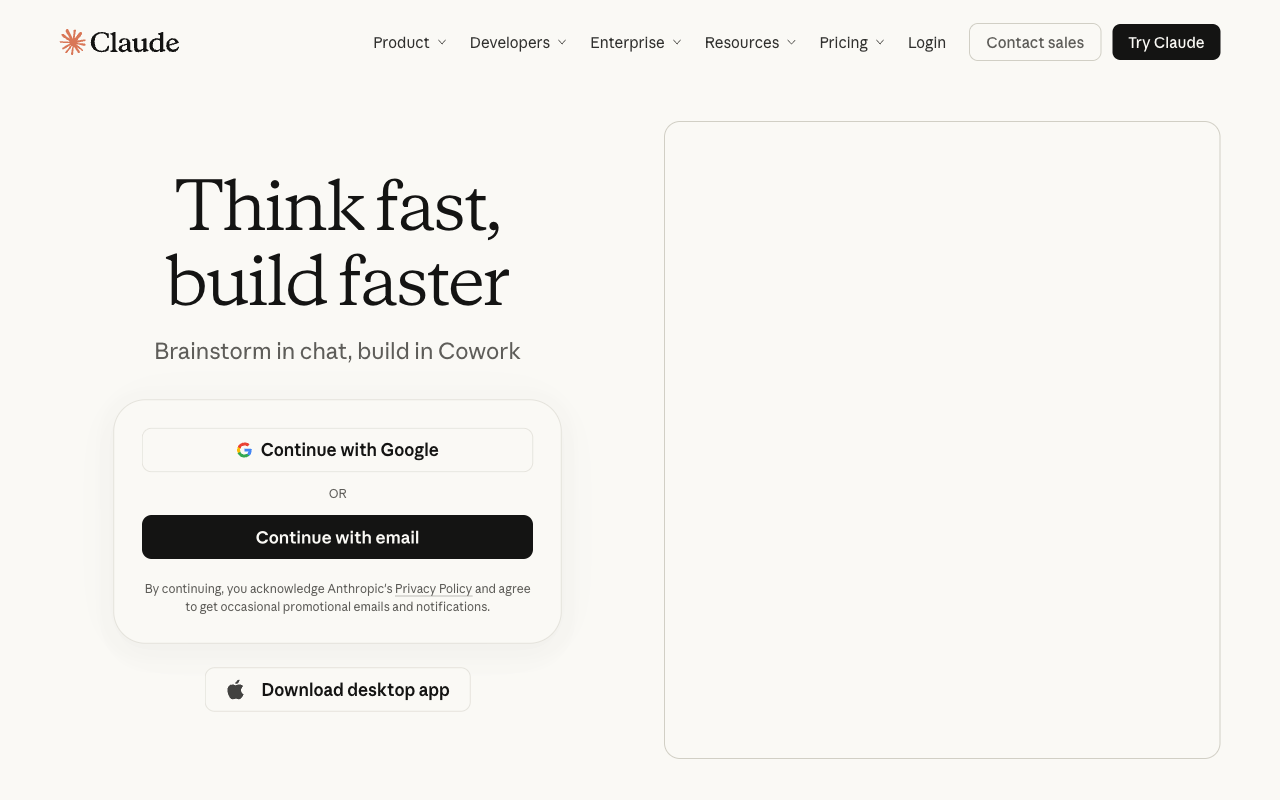 Claude
Product
Developers
Enterprise
Resources
Pricing
Login
Contact sales
Try Claude
Think fast,
build faster
Brainstorm in chat, build in Cowork
Continue with Google
OR
Continue with email
By continuing, you acknowledge Anthropic's Privacy Policy and agree
to get occasional promotional emails and notifications.
Download desktop app